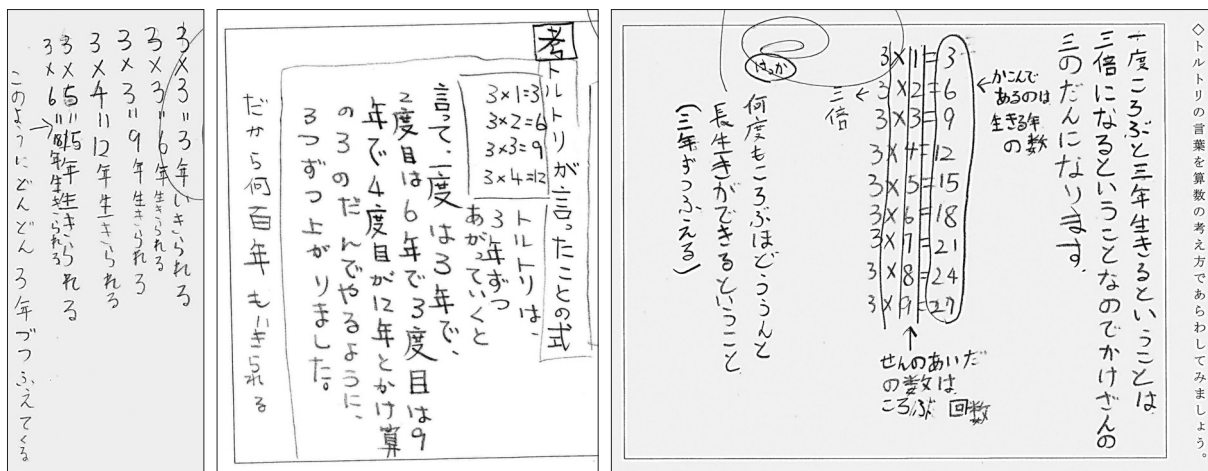 ◇トルトリの言葉を算数の考え方であらわしてみましょう。
一度ころぶと三年生きるということは
三倍になるということなのでかけざんの
三のだんになります。
←かこんで
あるのは
生きる年
の数
3×1=3
3×2=6
3×3=9
3×4=12
3×5=15
3×6=18
3×7=21
3×8=24
3×9=27
↑
せんのあいだ
の数は
ころぶ回数
三倍
はっか
何度もころぶほどううんと
長生きができるということ
(三年ずつふえる)
考
トルトリが言ったことの式
3×1=3
3×2=6
3×3=9
3×4=12
トルトリは、
3年ずつ
あがっていくと
言って、一度は3年で、
2度目は6年で3度目は9
年で4度目が12年とかけ算
の3のだんでやるように、
3つずつ上がりました。
だから何百年もいきられる
3×3=3年いきられる
3×3=6年生きられる
3×3=9年生きられる
3×4=12年生きられる
3×5=15年生きいられる
3×6→18年生きられる
このようにどんどん3年づつふえてくる